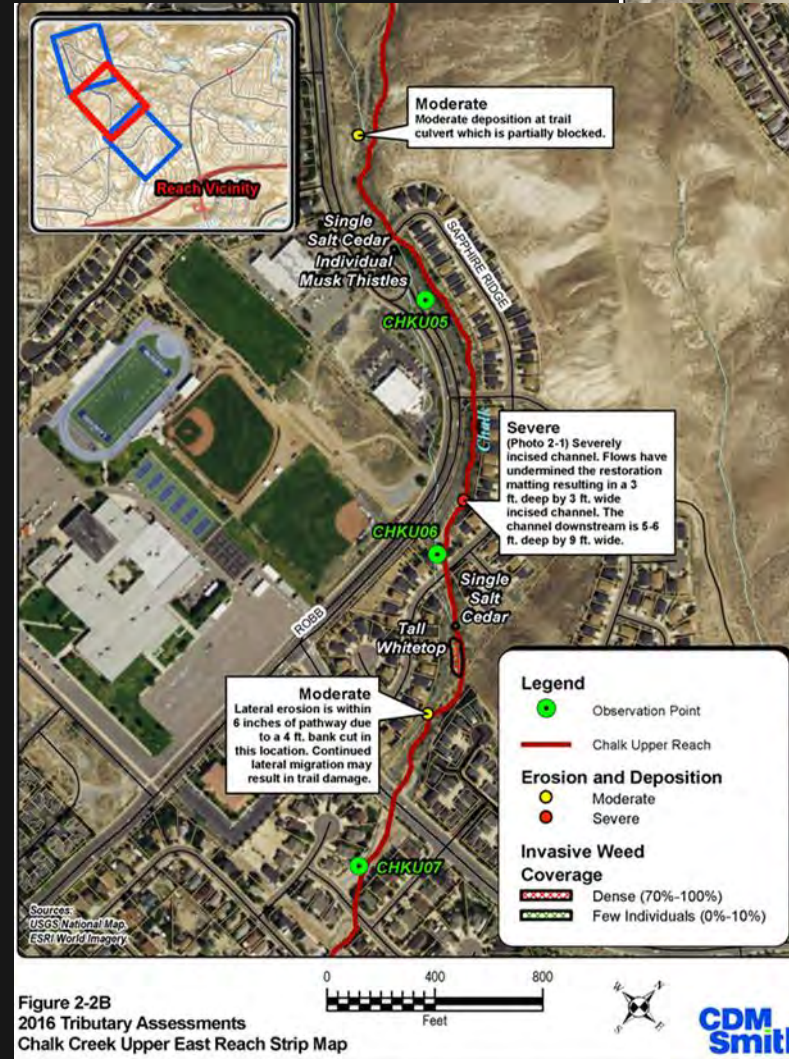 Reach Vicinity
Moderate
Moderate deposition at trail
culvert which is partially blocked.
Single
Salt Cedar
Individual
Musk Thistles
SAPPHIRE RIDGE
CHKU05
Chalk
Severe
(Photo 2-1) Severely
incised channel. Flows have
undermined the restoration
matting resulting in a 3
ft. deep by 3 ft. wide
incised channel. The
channel downstream is 5-6
ft. deep by 9 ft. wide.
CHKU06
Single
Salt
Cedar
ROBB
Tall
Whitetop
Moderate
Lateral erosion is within
6 inches of pathway due
to a 4 ft. bank cut in
this location. Continued
lateral migration may
result in trail damage.
CHKU07
Legend
Observation Point
Chalk Upper Reach
Erosion and Deposition
Moderate
Severe
Invasive Weed
Coverage
Dense (70%-100%)
Few Individuals (0%-10%)
Sources:
USGS National Map,
ESRI World Imagery
0 400 800
Feet
W N
S E
Figure 2-2B
2016 Tributary Assessments
Chalk Creek Upper East Reach Strip Map
CDM
Smith